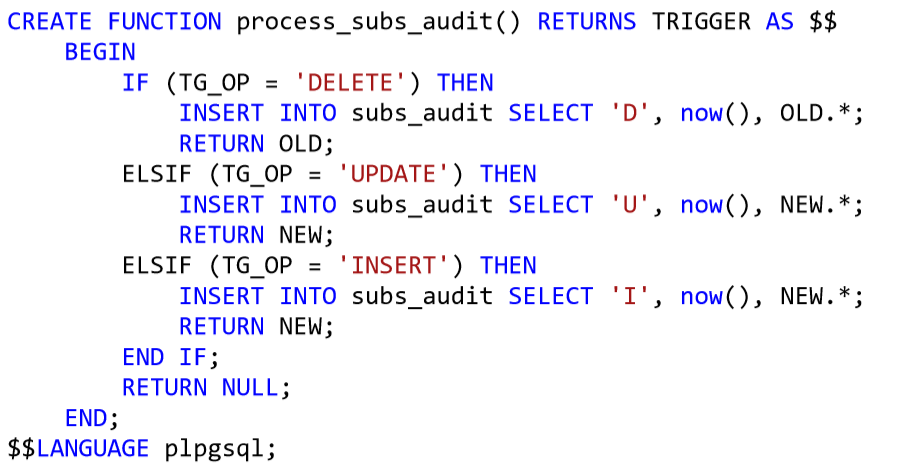 CREATE FUNCTION process_subs_audit() RETURNS TRIGGER AS $$
    BEGIN
        IF (TG_OP = 'DELETE') THEN
            INSERT INTO subs_audit SELECT 'D', now(), OLD.*;
            RETURN OLD;
        ELSIF (TG_OP = 'UPDATE') THEN
            INSERT INTO subs_audit SELECT 'U', now(), NEW.*;
            RETURN NEW;
        ELSIF (TG_OP = 'INSERT') THEN
            INSERT INTO subs_audit SELECT 'I', now(), NEW.*;
            RETURN NEW;
        END IF;
        RETURN NULL;
    END;
$$LANGUAGE plpgsql;